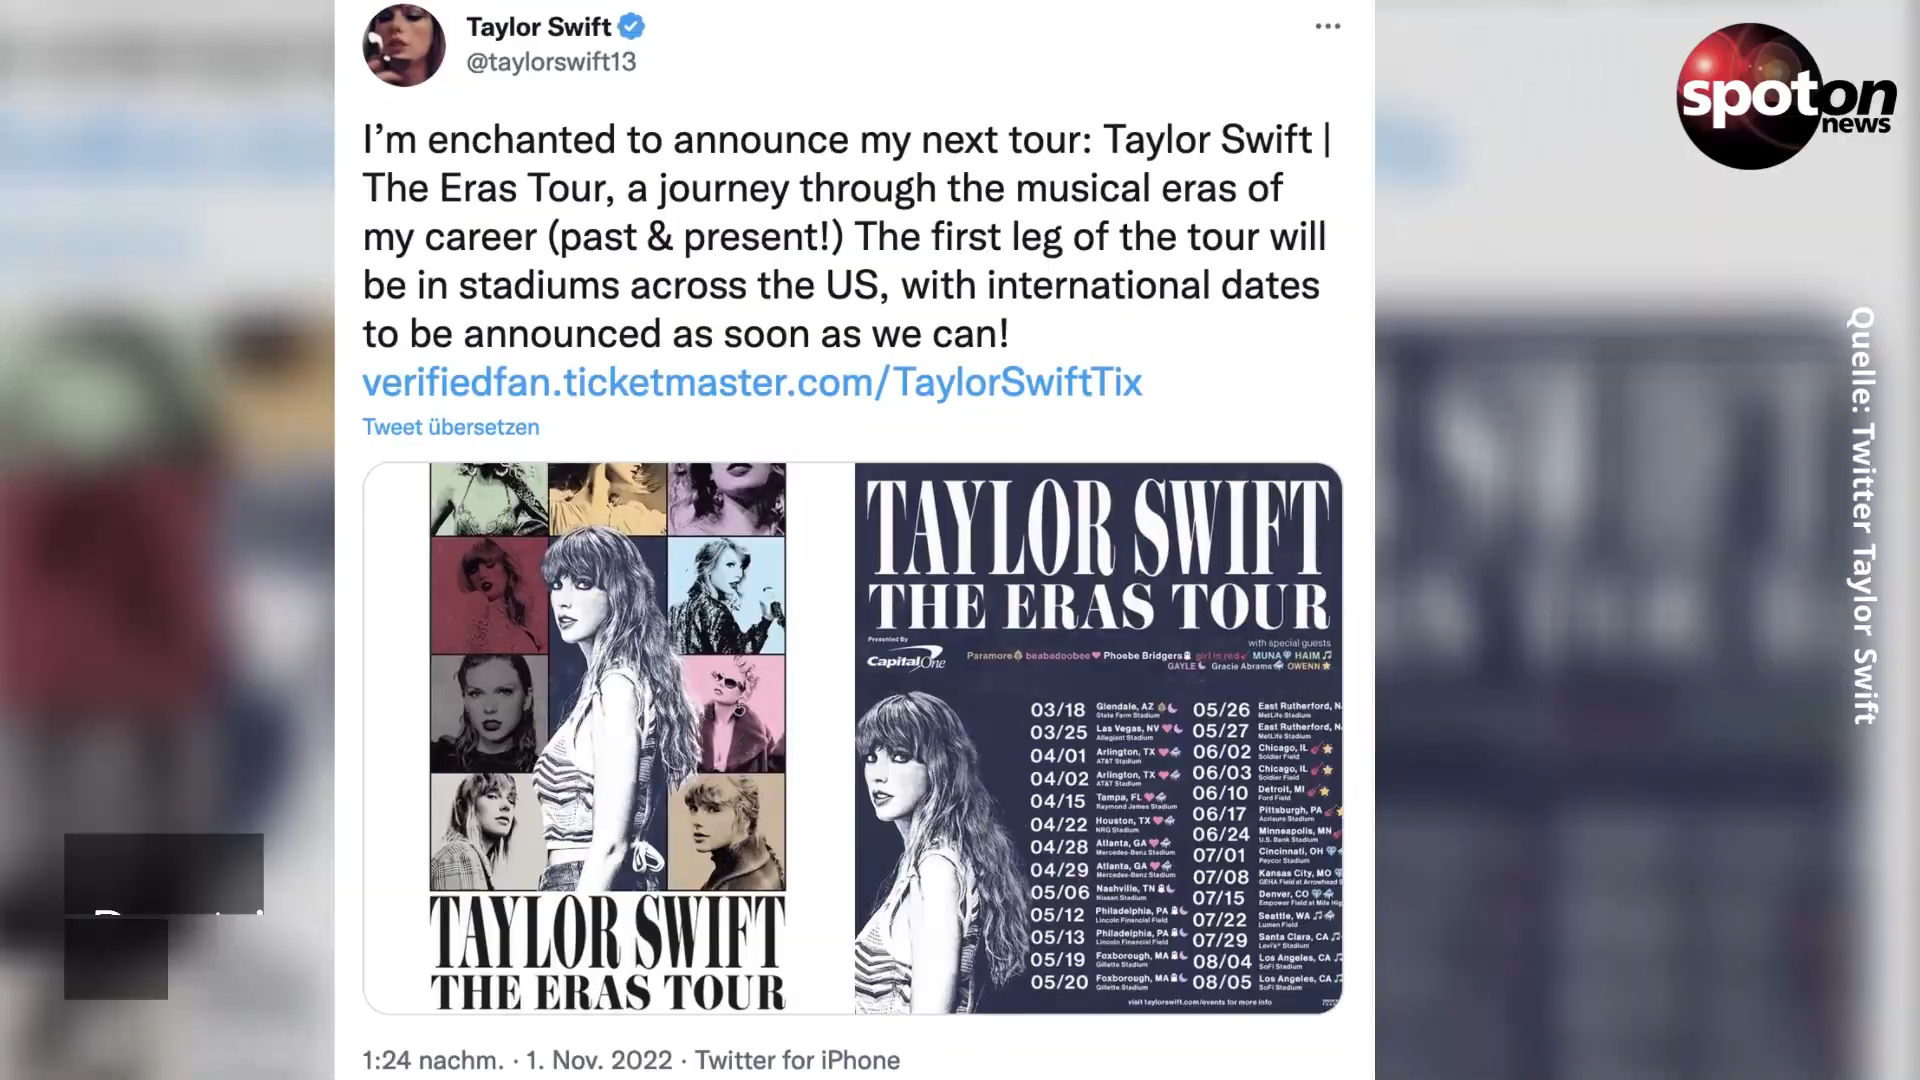 Taylor Swift
@taylorswift13
spoton
news
I'm enchanted to announce my next tour: Taylor Swift |
The Eras Tour, a journey through the musical eras of
my career (past & present!) The first leg of the tour will
be in stadiums across the US, with international dates
to be announced as soon as we can!
verifiedfan.ticketmaster.com/TaylorSwiftTix
Tweet übersetzen
TAYLOR SWIFT
THE ERAS TOUR
TAYLOR SWIFT
THE ERAS TOUR
Presented By
Capital One
with special guests
Paramore beabadoobee Phoebe Bridgers girl in red MUNA HAIM
GAYLE Gracie Abrams OWENN
03/18 Glendale, AZ
State Farm Stadium
03/25 Las Vegas, NV
Allegiant Stadium
04/01 Arlington, TX
AT&T Stadium
04/02 Arlington, TX
AT&T Stadium
04/15 Tampa, FL
Raymond James Stadium
04/22 Houston, TX
NRG Stadium
04/28 Atlanta, GA
Mercedes-Benz Stadium
04/29 Atlanta, GA
Mercedes-Benz Stadium
05/06 Nashville, TN
Nissan Stadium
05/12 Philadelphia, PA
Lincoln Financial Field
05/13 Philadelphia, PA
Lincoln Financial Field
05/19 Foxborough, MA
Gillette Stadium
05/20 Foxborough, MA
Gillette Stadium
05/26 East Rutherford, N
MetLife Stadium
05/27 East Rutherford, N
MetLife Stadium
06/02 Chicago, IL
Soldier Field
06/03 Chicago, IL
Soldier Field
06/10 Detroit, MI
Ford Field
06/17 Pittsburgh, PA
Acrisure Stadium
06/24 Minneapolis, MN
U.S. Bank Stadium
07/01 Cincinnati, OH
Paycor Stadium
07/08 Kansas City, MO
GEHA Field at Arrowhead S
07/15 Denver, CO
Empower Field at Mile Hig
07/22 Seattle, WA
Lumen Field
07/29 Santa Clara, CA
Levi's® Stadium
08/04 Los Angeles, CA
SoFi Stadium
08/05 Los Angeles, CA
SoFi Stadium
visit taylorswift.com/events for more info
1:24 nachm. · 1. Nov. 2022 · Twitter for iPhone
Quelle: Twitter Taylor Swift